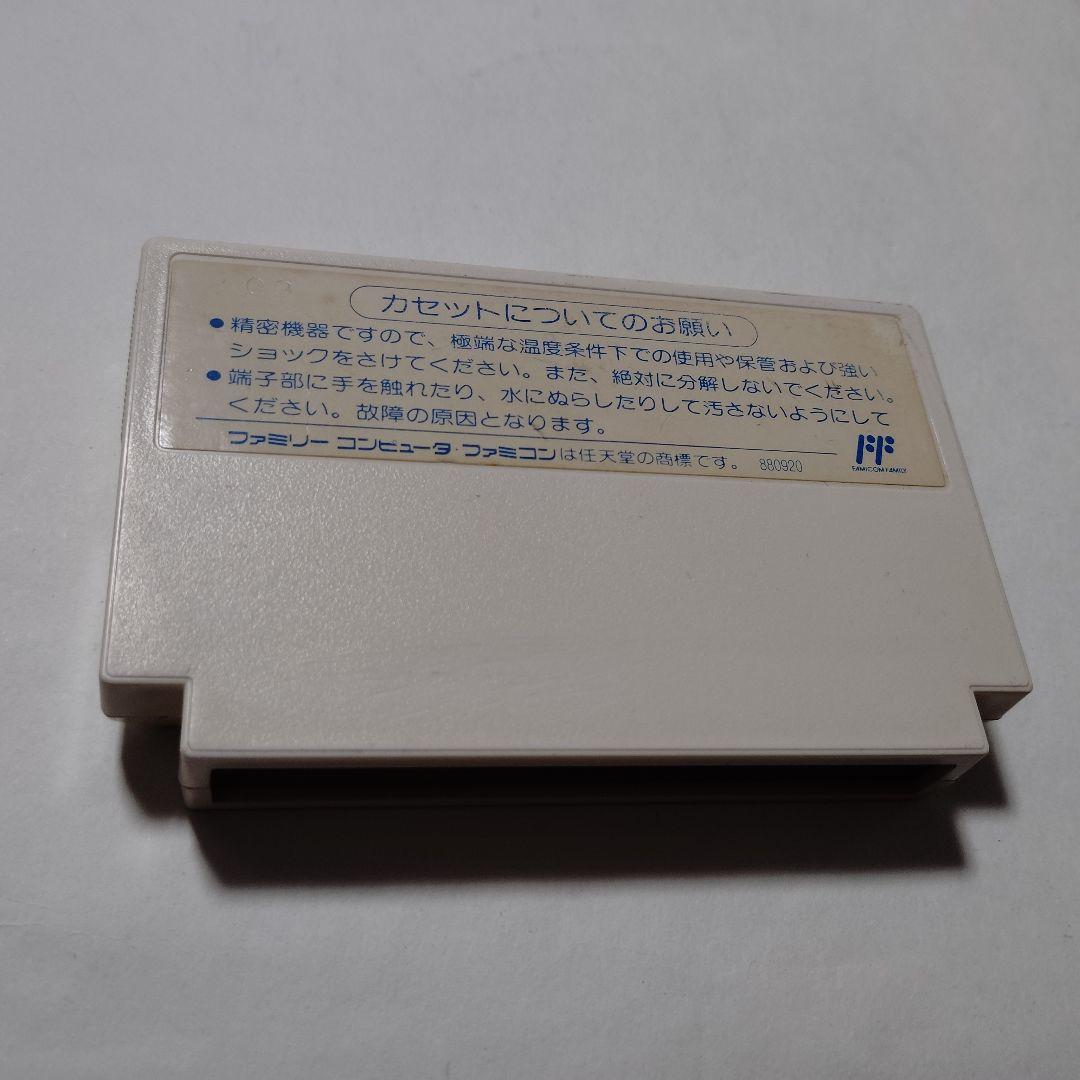 カセットについてのお願い
●精密機器ですので、極端な温度条件下での使用や保管および強い
ショックをさけてください。また、絶対に分解しないでください。
●端子部に手を触れたり、水にぬらしたりして汚さないようにして
ください。故障の原因となります。
ファミリー コンピュータ・ファミコンは任天堂の商標です。 880920
FAMICOM FAMILY